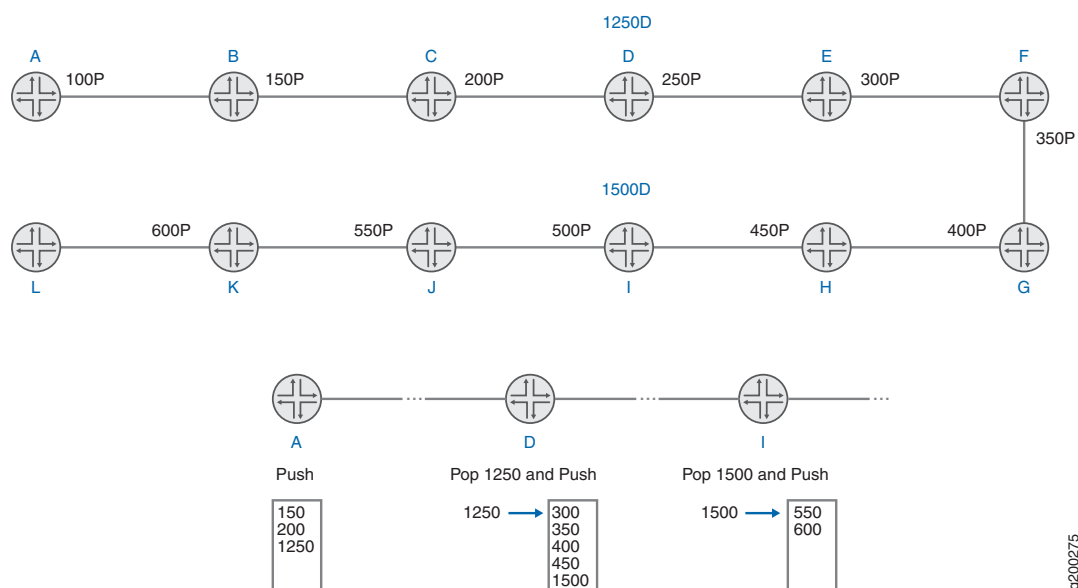 1250D
A B C D E F
100P 150P 200P 250P 300P
350P
1500D
600P 550P 500P 450P 400P
L K J I H G
A D I
Push Pop 1250 and Push Pop 1500 and Push
150 1250 300 1500 550
200 350 600
1250 400
450
1500
g200275